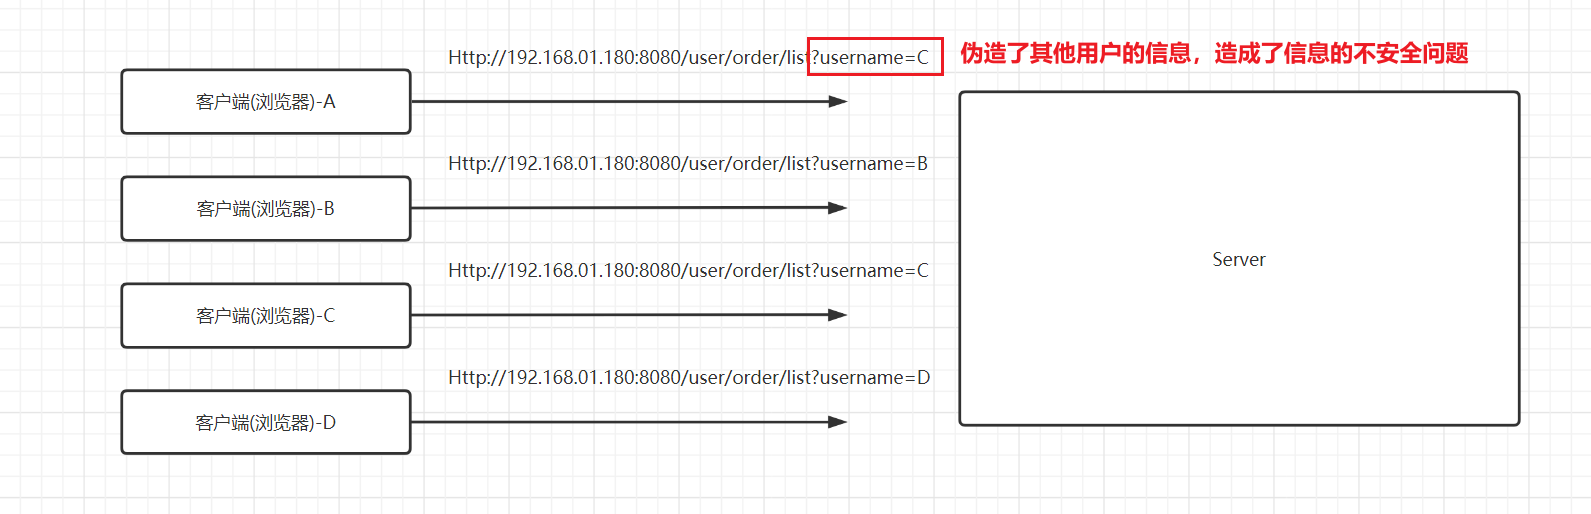 Http://192.168.01.180:8080/user/order/list?username=C
伪造了其他用户的信息，造成了信息的不安全问题
客户端(浏览器)-A
Http://192.168.01.180:8080/user/order/list?username=B
客户端(浏览器)-B
Server
Http://192.168.01.180:8080/user/order/list?username=C
客户端(浏览器)-C
Http://192.168.01.180:8080/user/order/list?username=D
客户端(浏览器)-D